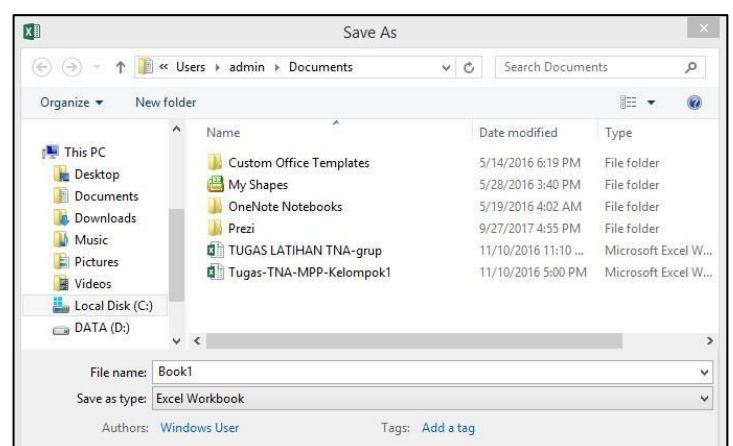 Save As
« Users ▸ admin ▸ Documents
Search Documents
Organize ▾ New folder
Name Date modified Type
This PC
Desktop
Documents
Downloads
Music
Pictures
Videos
Local Disk (C:)
DATA (D:)
Custom Office Templates 5/14/2016 6:19 PM File folder
My Shapes 5/28/2016 3:40 PM File folder
OneNote Notebooks 5/19/2016 4:02 AM File folder
Prezi 9/27/2017 4:55 PM File folder
TUGAS LATIHAN TNA-grup 11/10/2016 11:10 ... Microsoft Excel W...
Tugas-TNA-MPP-Kelompok1 11/10/2016 5:00 PM Microsoft Excel W...
File name: Book1
Save as type: Excel Workbook
Authors: Windows User Tags: Add a tag